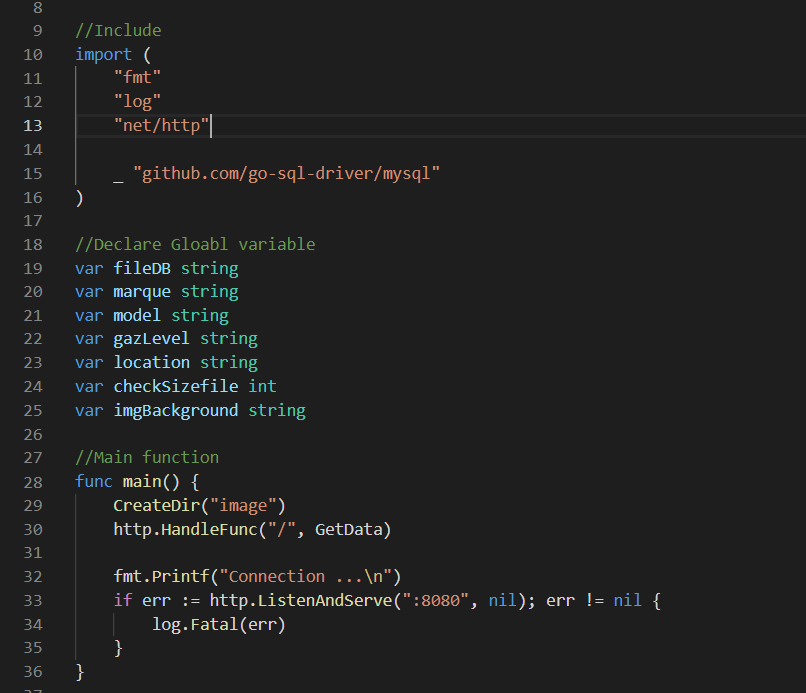 8
9 //Include
10 import (
11 "fmt"
12 "log"
13 "net/http"
14
15 _ "github.com/go-sql-driver/mysql"
16 )
17
18 //Declare Gloabl variable
19 var fileDB string
20 var marque string
21 var model string
22 var gazLevel string
23 var location string
24 var checkSizefile int
25 var imgBackground string
26
27 //Main function
28 func main() {
29 CreateDir("image")
30 http.HandleFunc("/", GetData)
31
32 fmt.Printf("Connection ...\n")
33 if err := http.ListenAndServe(":8080", nil); err != nil {
34 log.Fatal(err)
35 }
36 }
37